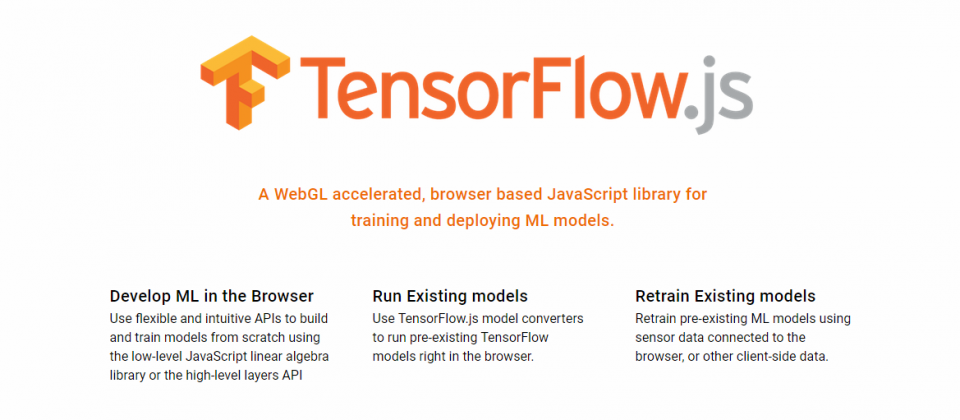 TensorFlow.js
A WebGL accelerated, browser based JavaScript library for
training and deploying ML models.
Develop ML in the Browser
Use flexible and intuitive APIs to build
and train models from scratch using
the low-level JavaScript linear algebra
library or the high-level layers API
Run Existing models
Use TensorFlow.js model converters
to run pre-existing TensorFlow
models right in the browser.
Retrain Existing models
Retrain pre-existing ML models using
sensor data connected to the
browser, or other client-side data.